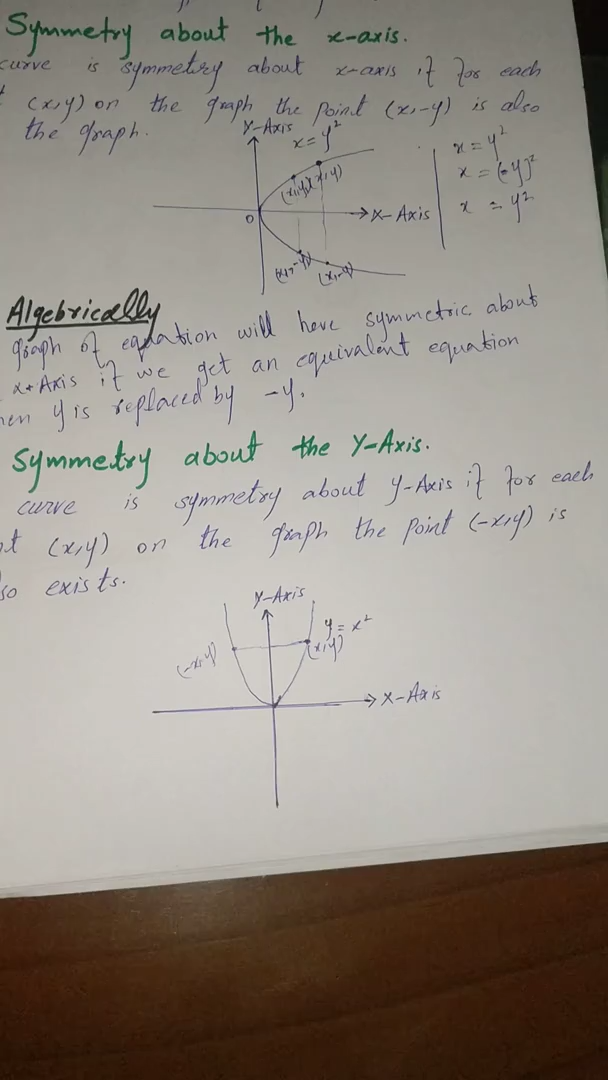 Symmetry about the x-axis.
curve is symmetry about x-axis if for each
(x,y) on the graph the point (x,-y) is also
the graph.
Y-Axis
x = y²
(x,y)
(x,y)
O
X-Axis
(x,-y)
(x,-y)
x = y²
x = (-y)²
x = y²
Algebrically
graph of equation will have symmetric about
x-Axis if we get an equivalent equation
y is replaced by -y.
Symmetry about the Y-Axis.
curve is symmetry about y-Axis if for each
(x,y) on the graph the point (-x,y) is
so exists.
Y-Axis
y = x²
(-x,y)
(x,y)
X-Axis